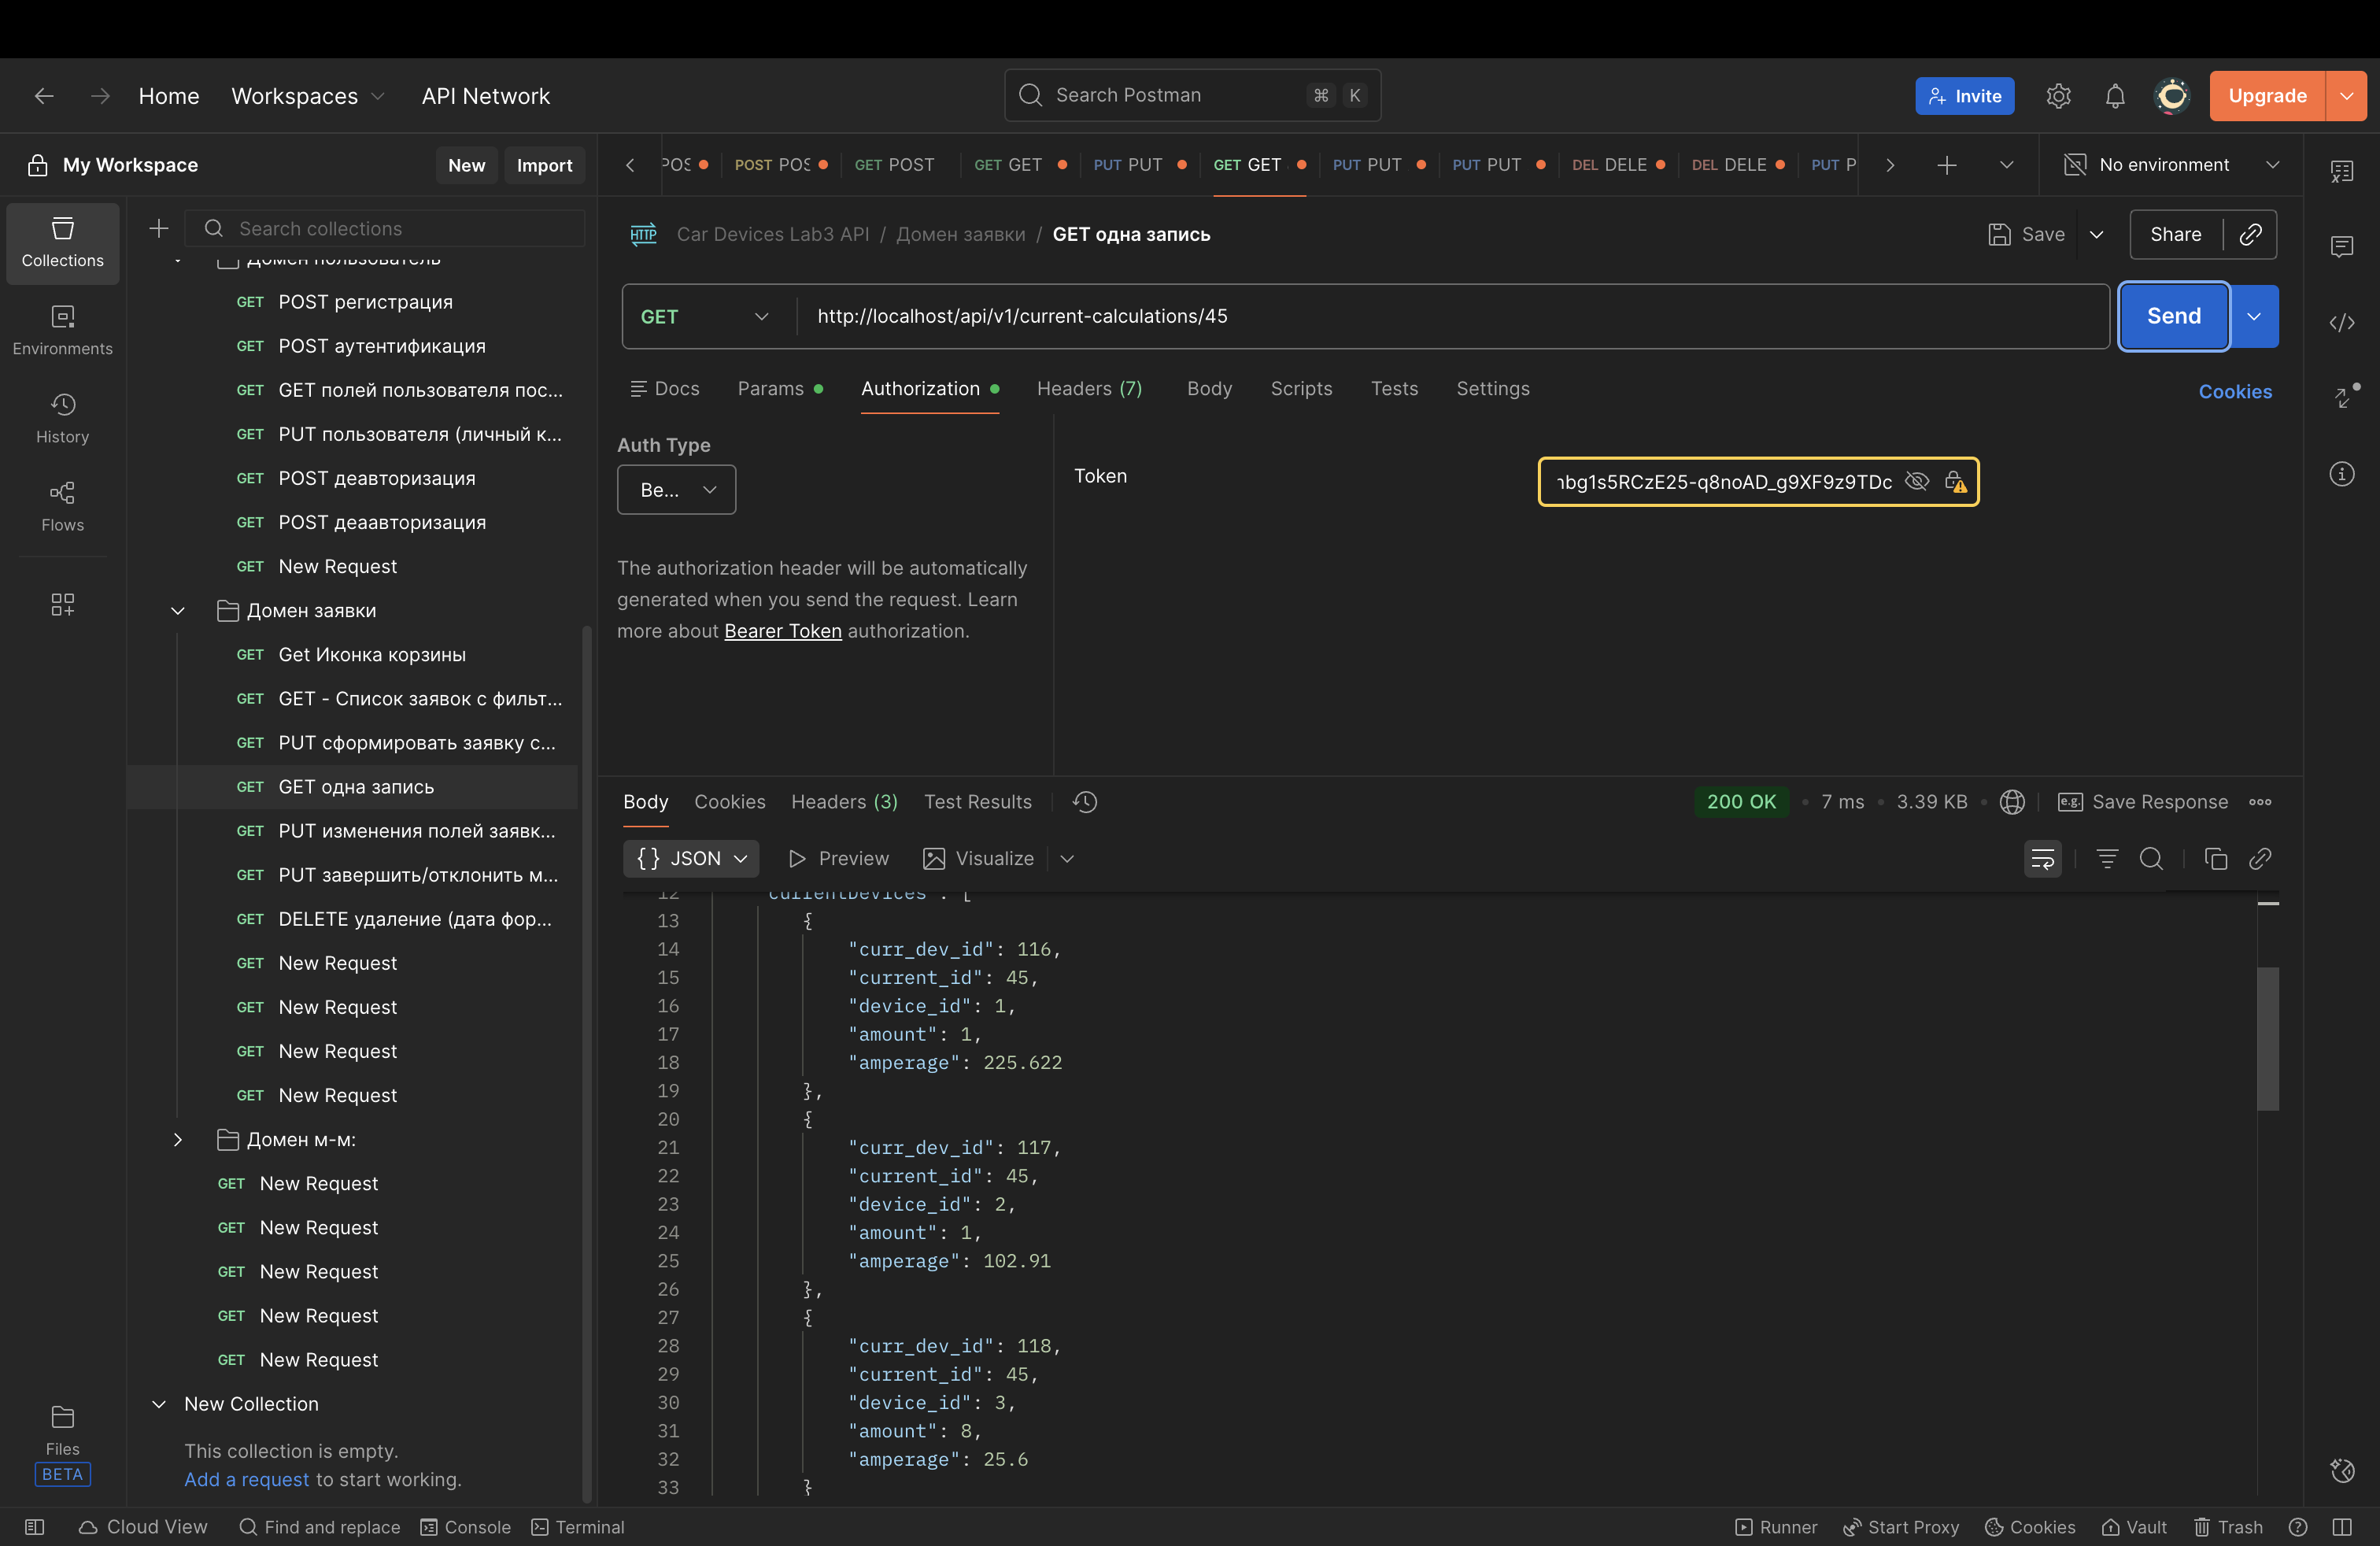 Home Workspaces API Network Search Postman ⌘ K Invite Upgrade
My Workspace New Import
POST POS GET POST GET GET PUT PUT GET GET PUT PUT PUT PUT DEL DELE DEL DELE PUT P No environment
Collections
Environments
History
Flows
Files
BETA
Search collections
Домен пользователь
GET POST регистрация
GET POST аутентификация
GET GET полей пользователя пос...
GET PUT пользователя (личный к...
GET POST деавторизация
GET POST деаавторизация
GET New Request
Домен заявки
GET Get Иконка корзины
GET GET - Список заявок с фильт...
GET PUT сформировать заявку с...
GET GET одна запись
GET PUT изменения полей заявк...
GET PUT завершить/отклонить м...
GET DELETE удаление (дата фор...
GET New Request
GET New Request
GET New Request
GET New Request
Домен м-м:
GET New Request
GET New Request
GET New Request
GET New Request
GET New Request
New Collection
This collection is empty.
Add a request to start working.
HTTP Car Devices Lab3 API / Домен заявки / GET одна запись Save Share
GET http://localhost/api/v1/current-calculations/45 Send
Docs Params Authorization Headers (7) Body Scripts Tests Settings Cookies
Auth Type
Be...
The authorization header will be automatically
generated when you send the request. Learn
more about Bearer Token authorization.
Token bg1s5RCzE25-q8noAD_g9XF9z9TDc
Body Cookies Headers (3) Test Results 200 OK • 7 ms • 3.39 KB e.g. Save Response
{} JSON Preview Visualize
12 "currentDevices": [
13 {
14 "curr_dev_id": 116,
15 "current_id": 45,
16 "device_id": 1,
17 "amount": 1,
18 "amperage": 225.622
19 },
20 {
21 "curr_dev_id": 117,
22 "current_id": 45,
23 "device_id": 2,
24 "amount": 1,
25 "amperage": 102.91
26 },
27 {
28 "curr_dev_id": 118,
29 "current_id": 45,
30 "device_id": 3,
31 "amount": 8,
32 "amperage": 25.6
33 }
Cloud View Find and replace Console Terminal Runner Start Proxy Cookies Vault Trash